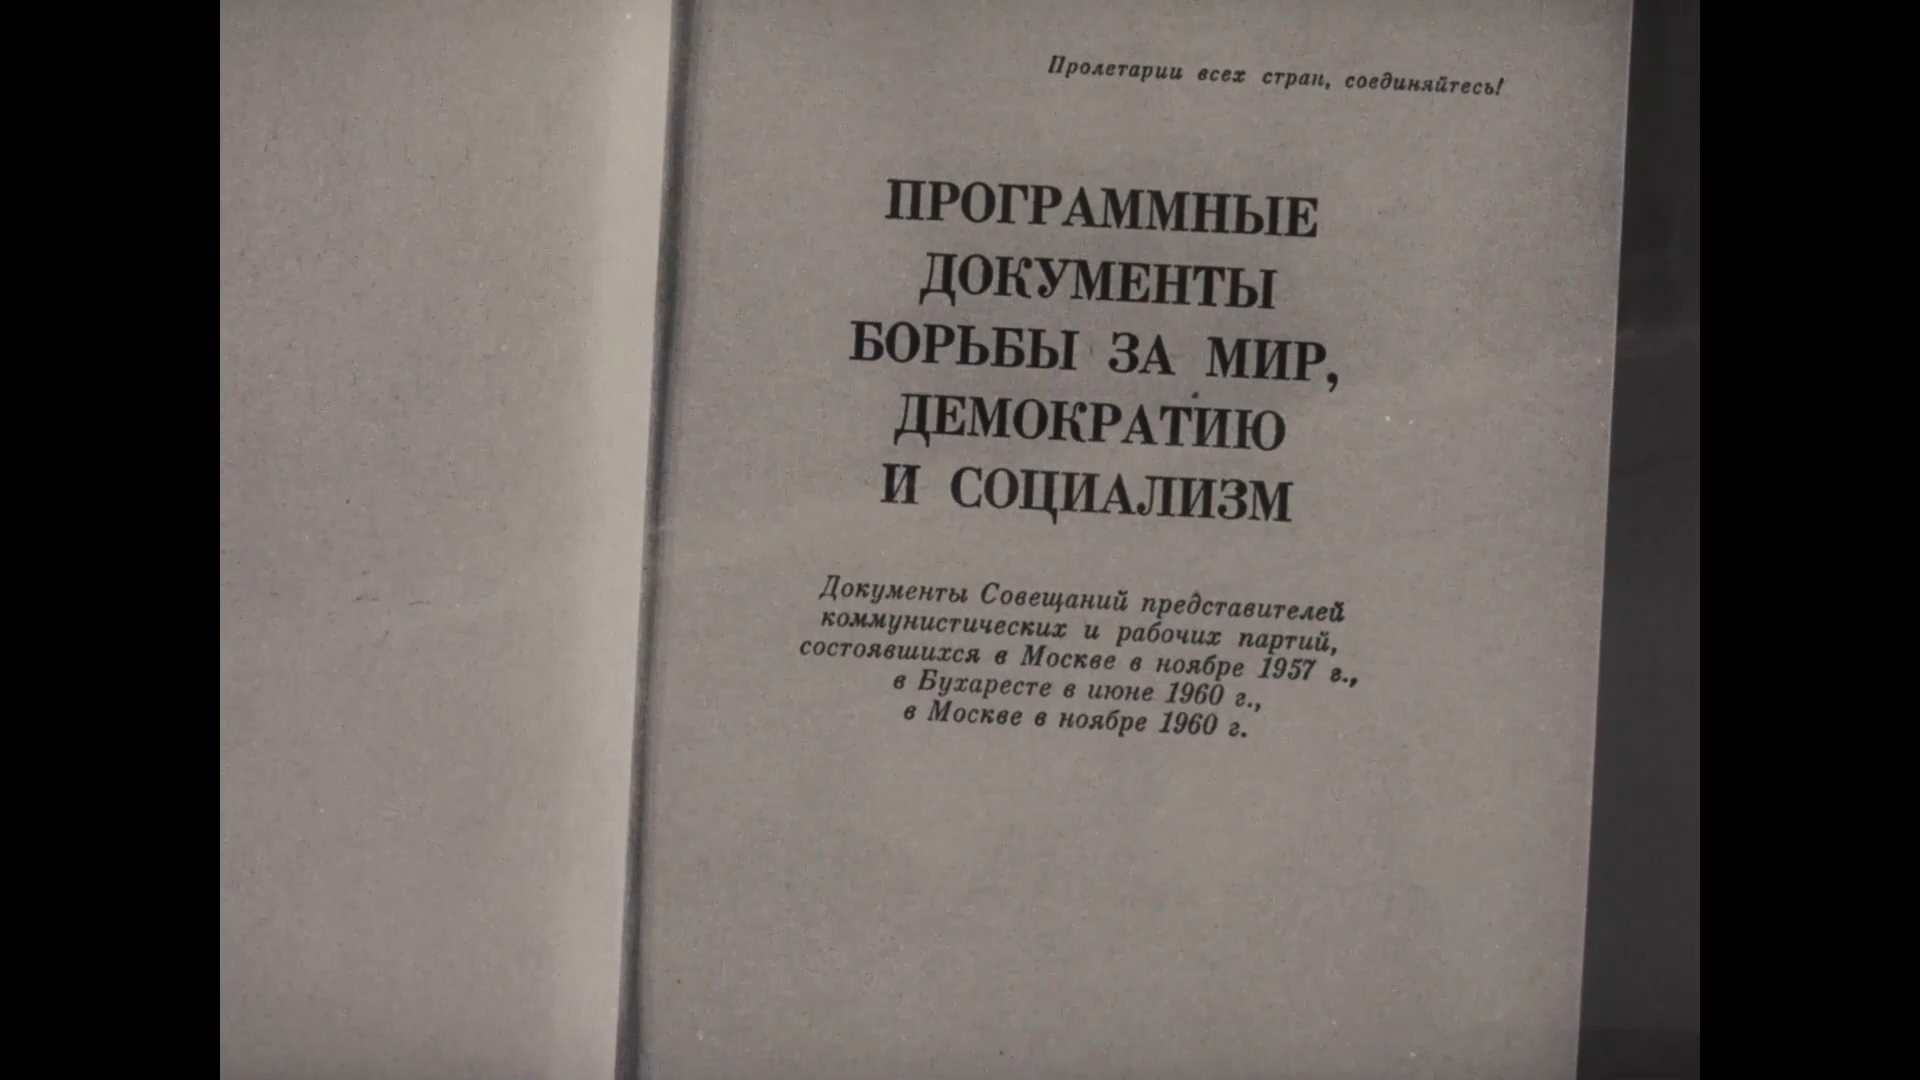 Пролетарии всех стран, соединяйтесь!
ПРОГРАММНЫЕ
ДОКУМЕНТЫ
БОРЬБЫ ЗА МИР,
ДЕМОКРАТИЮ
И СОЦИАЛИЗМ
Документы Совещаний представителей
коммунистических и рабочих партий,
состоявшихся в Москве в ноябре 1957 г.,
в Бухаресте в июне 1960 г.,
в Москве в ноябре 1960 г.